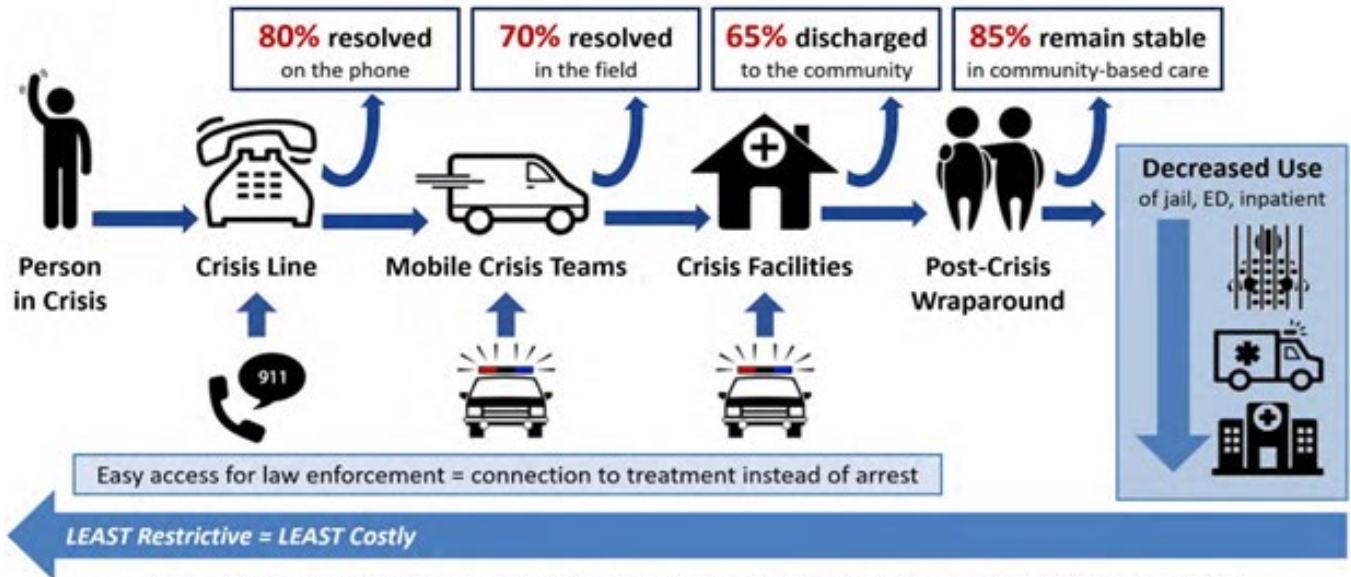 80% resolved
on the phone
70% resolved
in the field
65% discharged
to the community
85% remain stable
in community-based care
Decreased Use
of jail, ED, inpatient
Person
in Crisis
Crisis Line
Mobile Crisis Teams
Crisis Facilities
Post-Crisis
Wraparound
911
Easy access for law enforcement = connection to treatment instead of arrest
LEAST Restrictive = LEAST Costly